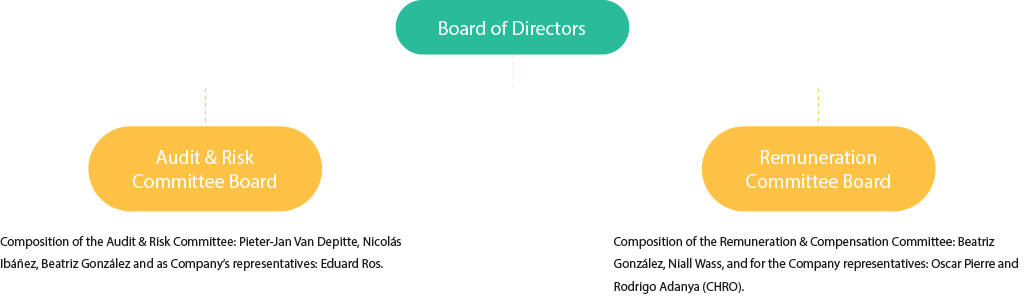 Board of Directors
Audit & Risk
Committee Board
Composition of the Audit & Risk Committee: Pieter-Jan Van Depitte, Nicolás
Ibáñez, Beatriz González and as Company's representatives: Eduard Ros.
Remuneration
Committee Board
Composition of the Remuneration & Compensation Committee: Beatriz
González, Niall Wass, and for the Company representatives: Oscar Pierre and
Rodrigo Adanya (CHRO).